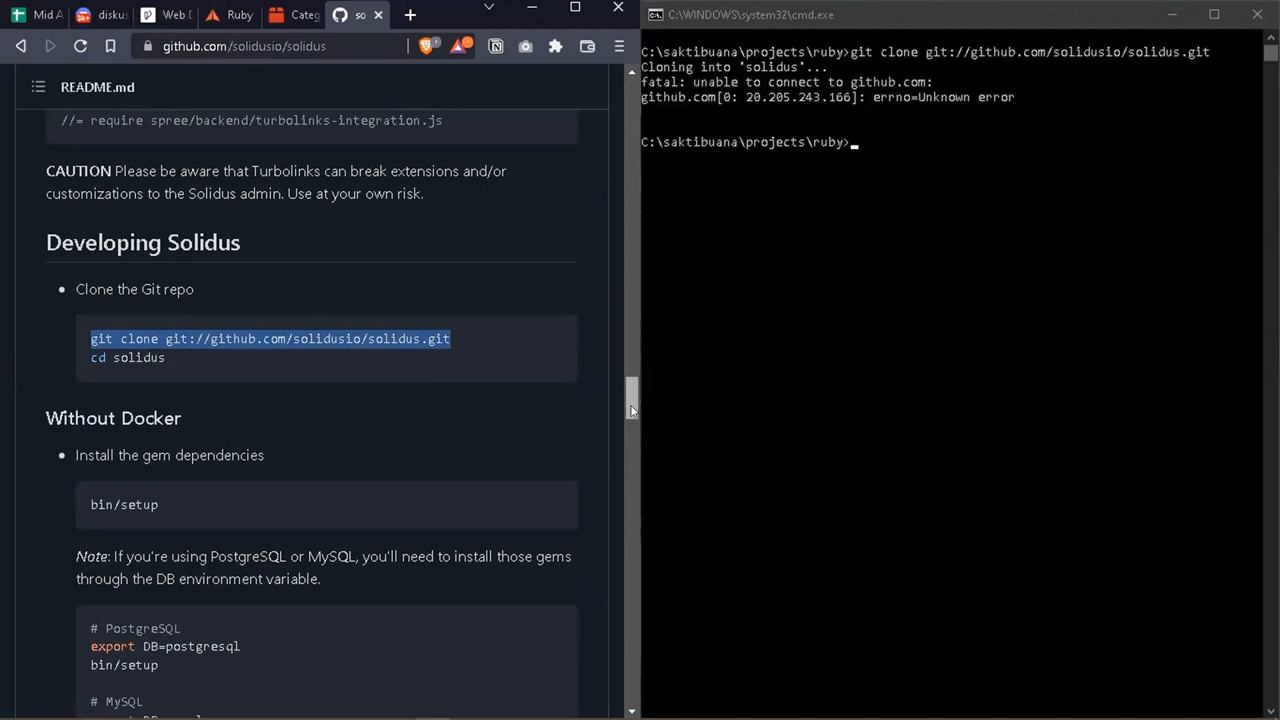 Mid A
diskus
Web D
Ruby
Categ
so
github.com/solidusio/solidus
README.md
//= require spree/backend/turbolinks-integration.js
CAUTION Please be aware that Turbolinks can break extensions and/or
customizations to the Solidus admin. Use at your own risk.
Developing Solidus
Clone the Git repo
git clone git://github.com/solidusio/solidus.git
cd solidus
Without Docker
Install the gem dependencies
bin/setup
Note: If you're using PostgreSQL or MySQL, you'll need to install those gems
through the DB environment variable.
# PostgreSQL
export DB=postgresql
bin/setup
# MySQL
C:\WINDOWS\system32\cmd.exe
C:\saktibuana\projects\ruby>git clone git://github.com/solidusio/solidus.git
Cloning into 'solidus'...
fatal: unable to connect to github.com:
github.com[0: 20.205.243.166]: errno=Unknown error
C:\saktibuana\projects\ruby>